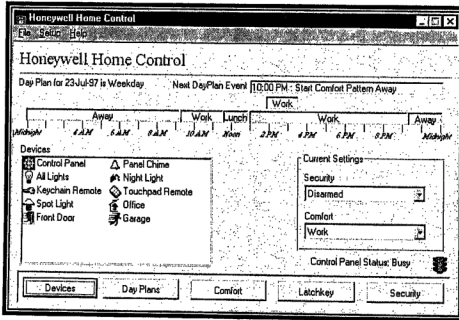 Honeywell Home Control
File Setup Help
Honeywell Home Control
Day Plan for 23-Jul-97 is Weekday Next DayPlan Event 10:00 PM : Start Comfort Pattern Away
Work
Away Work Lunch Work Away
Midnight 4 AM 6 AM 8 AM 10 AM Noon 2 PM 4 PM 6 PM 8 PM Midnight
Devices
Control Panel Panel Chime
All Lights Night Light
Keychain Remote Touchpad Remote
Spot Light Office
Front Door Garage
Current Settings
Security
Disarmed
Comfort
Work
Control Panel Status: Busy
Devices Day Plans Comfort Latchkey Security